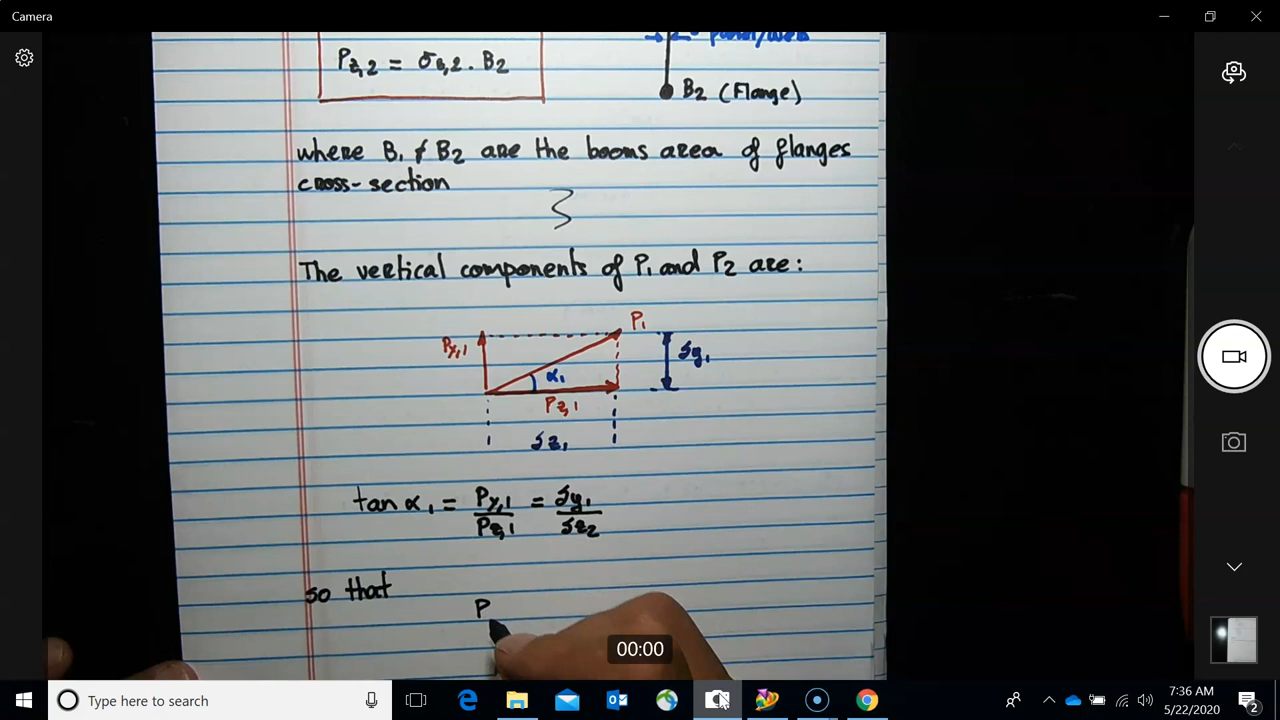 Camera
Pz,2 = σz,2 . B2
B2 (Flange)
where B1 & B2 are the booms area of flanges
cross-section
The vertical components of P1 and P2 are:
P1
Py,1
δy1
α1
Pz,1
δz1
tan α1 = Py,1 / Pz,1 = δy1 / δz2
so that
P
00:00
Type here to search
7:36 AM
5/22/2020
2